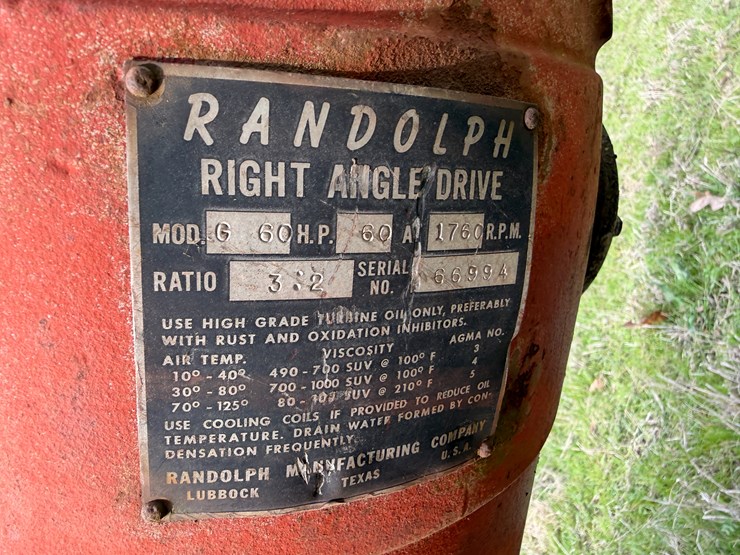 RANDOLPH
RIGHT ANGLE DRIVE
MOD. G 60 H.P. 60 A 1760 R.P.M.
RATIO 3:2 SERIAL NO. 66994
USE HIGH GRADE TURBINE OIL ONLY, PREFERABLY
WITH RUST AND OXIDATION INHIBITORS.
AIR TEMP. VISCOSITY AGMA NO.
10° - 40° 490-700 SUV @ 100° F 3
30° - 80° 700-1000 SUV @ 100° F 4
70° - 125° 80 - SUV @ 210° F 5
USE COOLING COILS IF PROVIDED TO REDUCE OIL
TEMPERATURE. DRAIN WATER FORMED BY CON-
DENSATION FREQUENTLY.
RANDOLPH MANUFACTURING COMPANY
LUBBOCK TEXAS U.S.A.